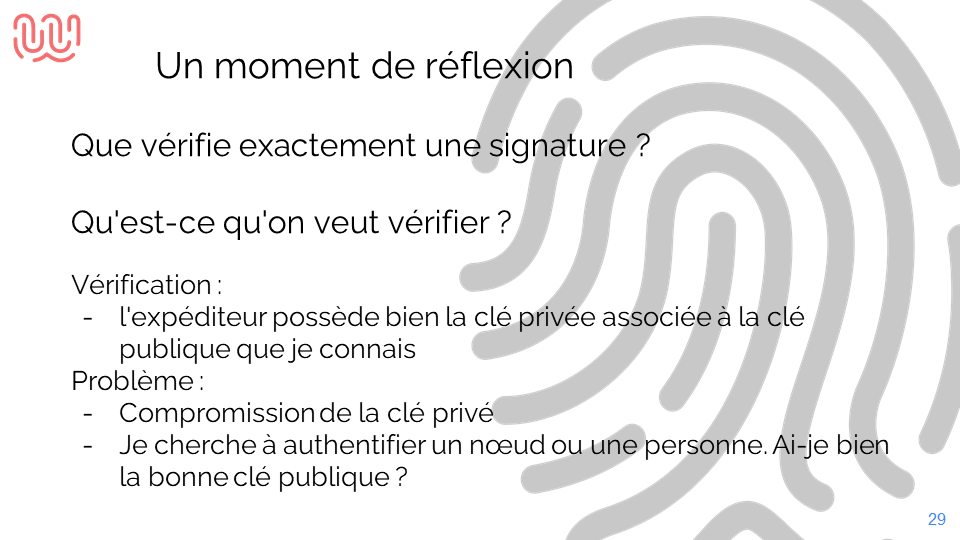 Un moment de réflexion
Que vérifie exactement une signature ?
Qu'est-ce qu'on veut vérifier ?
Vérification :
- l'expéditeur possède bien la clé privée associée à la clé
publique que je connais
Problème :
- Compromission de la clé privé
- Je cherche à authentifier un nœud ou une personne. Ai-je bien
la bonne clé publique ?
29